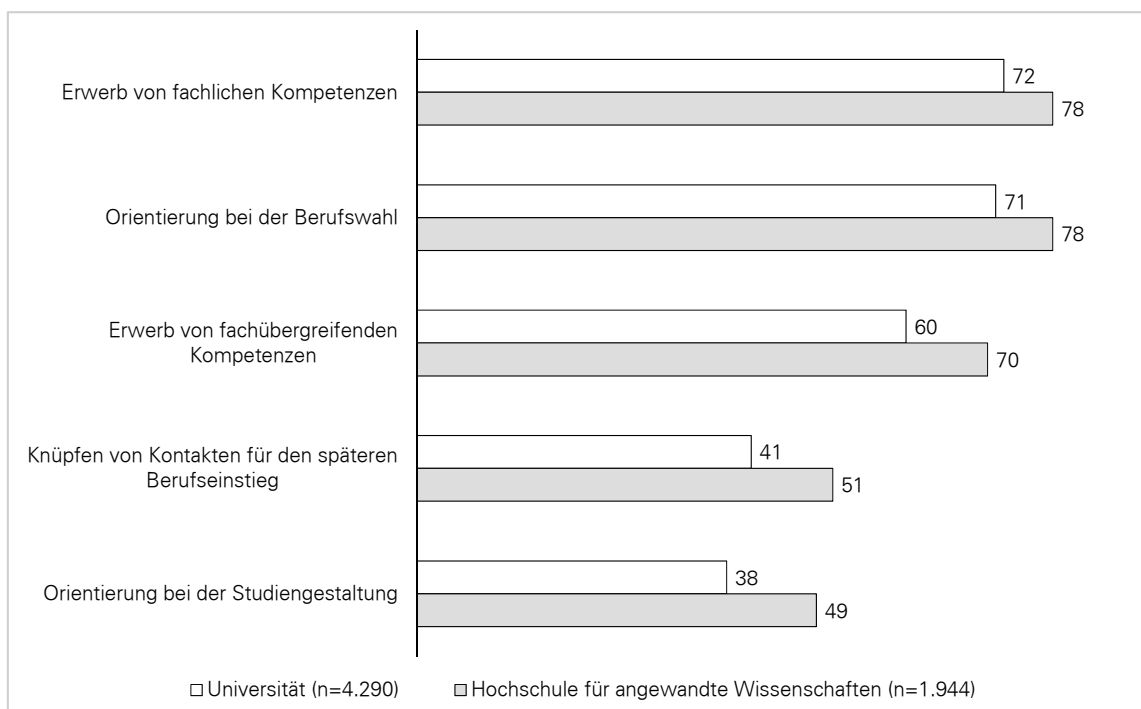 Erwerb von fachlichen Kompetenzen
72
78
Orientierung bei der Berufswahl
71
78
Erwerb von fachübergreifenden
Kompetenzen
60
70
Knüpfen von Kontakten für den späteren
Berufseinstieg
41
51
Orientierung bei der Studiengestaltung
38
49
Universität (n=4.290) Hochschule für angewandte Wissenschaften (n=1.944)